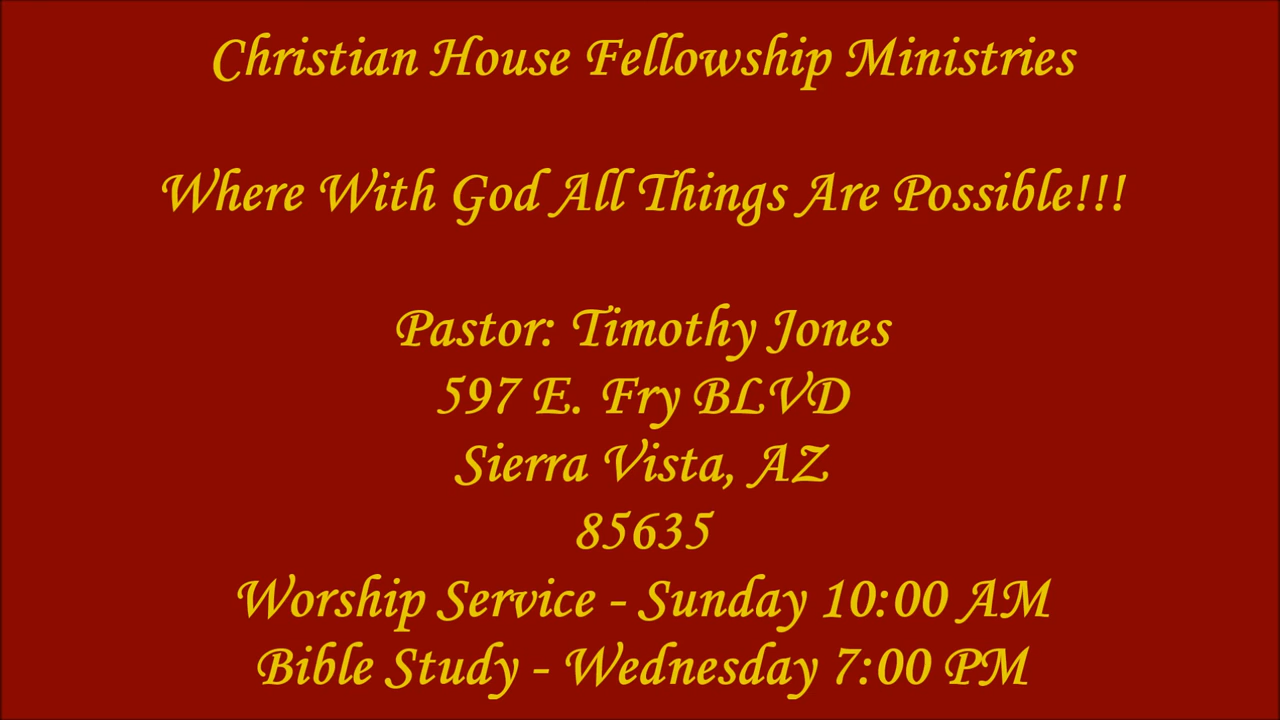 Christian House Fellowship Ministries
Where With God All Things Are Possible!!!
Pastor: Timothy Jones
597 E. Fry BLVD
Sierra Vista, AZ
85635
Worship Service - Sunday 10:00 AM
Bible Study - Wednesday 7:00 PM